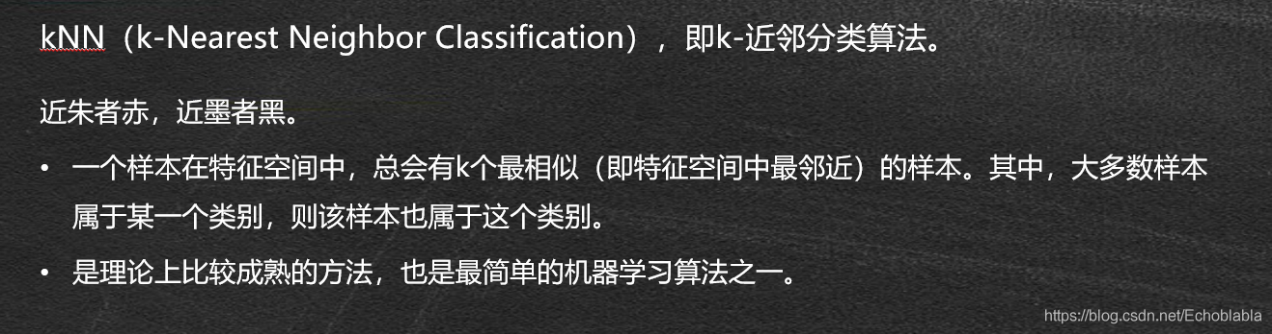 kNN（k-Nearest Neighbor Classification），即k-近邻分类算法。
近朱者赤，近墨者黑。
• 一个样本在特征空间中，总会有k个最相似（即特征空间中最邻近）的样本。其中，大多数样本
属于某一个类别，则该样本也属于这个类别。
• 是理论上比较成熟的方法，也是最简单的机器学习算法之一。
https://blog.csdn.net/Echoblabla